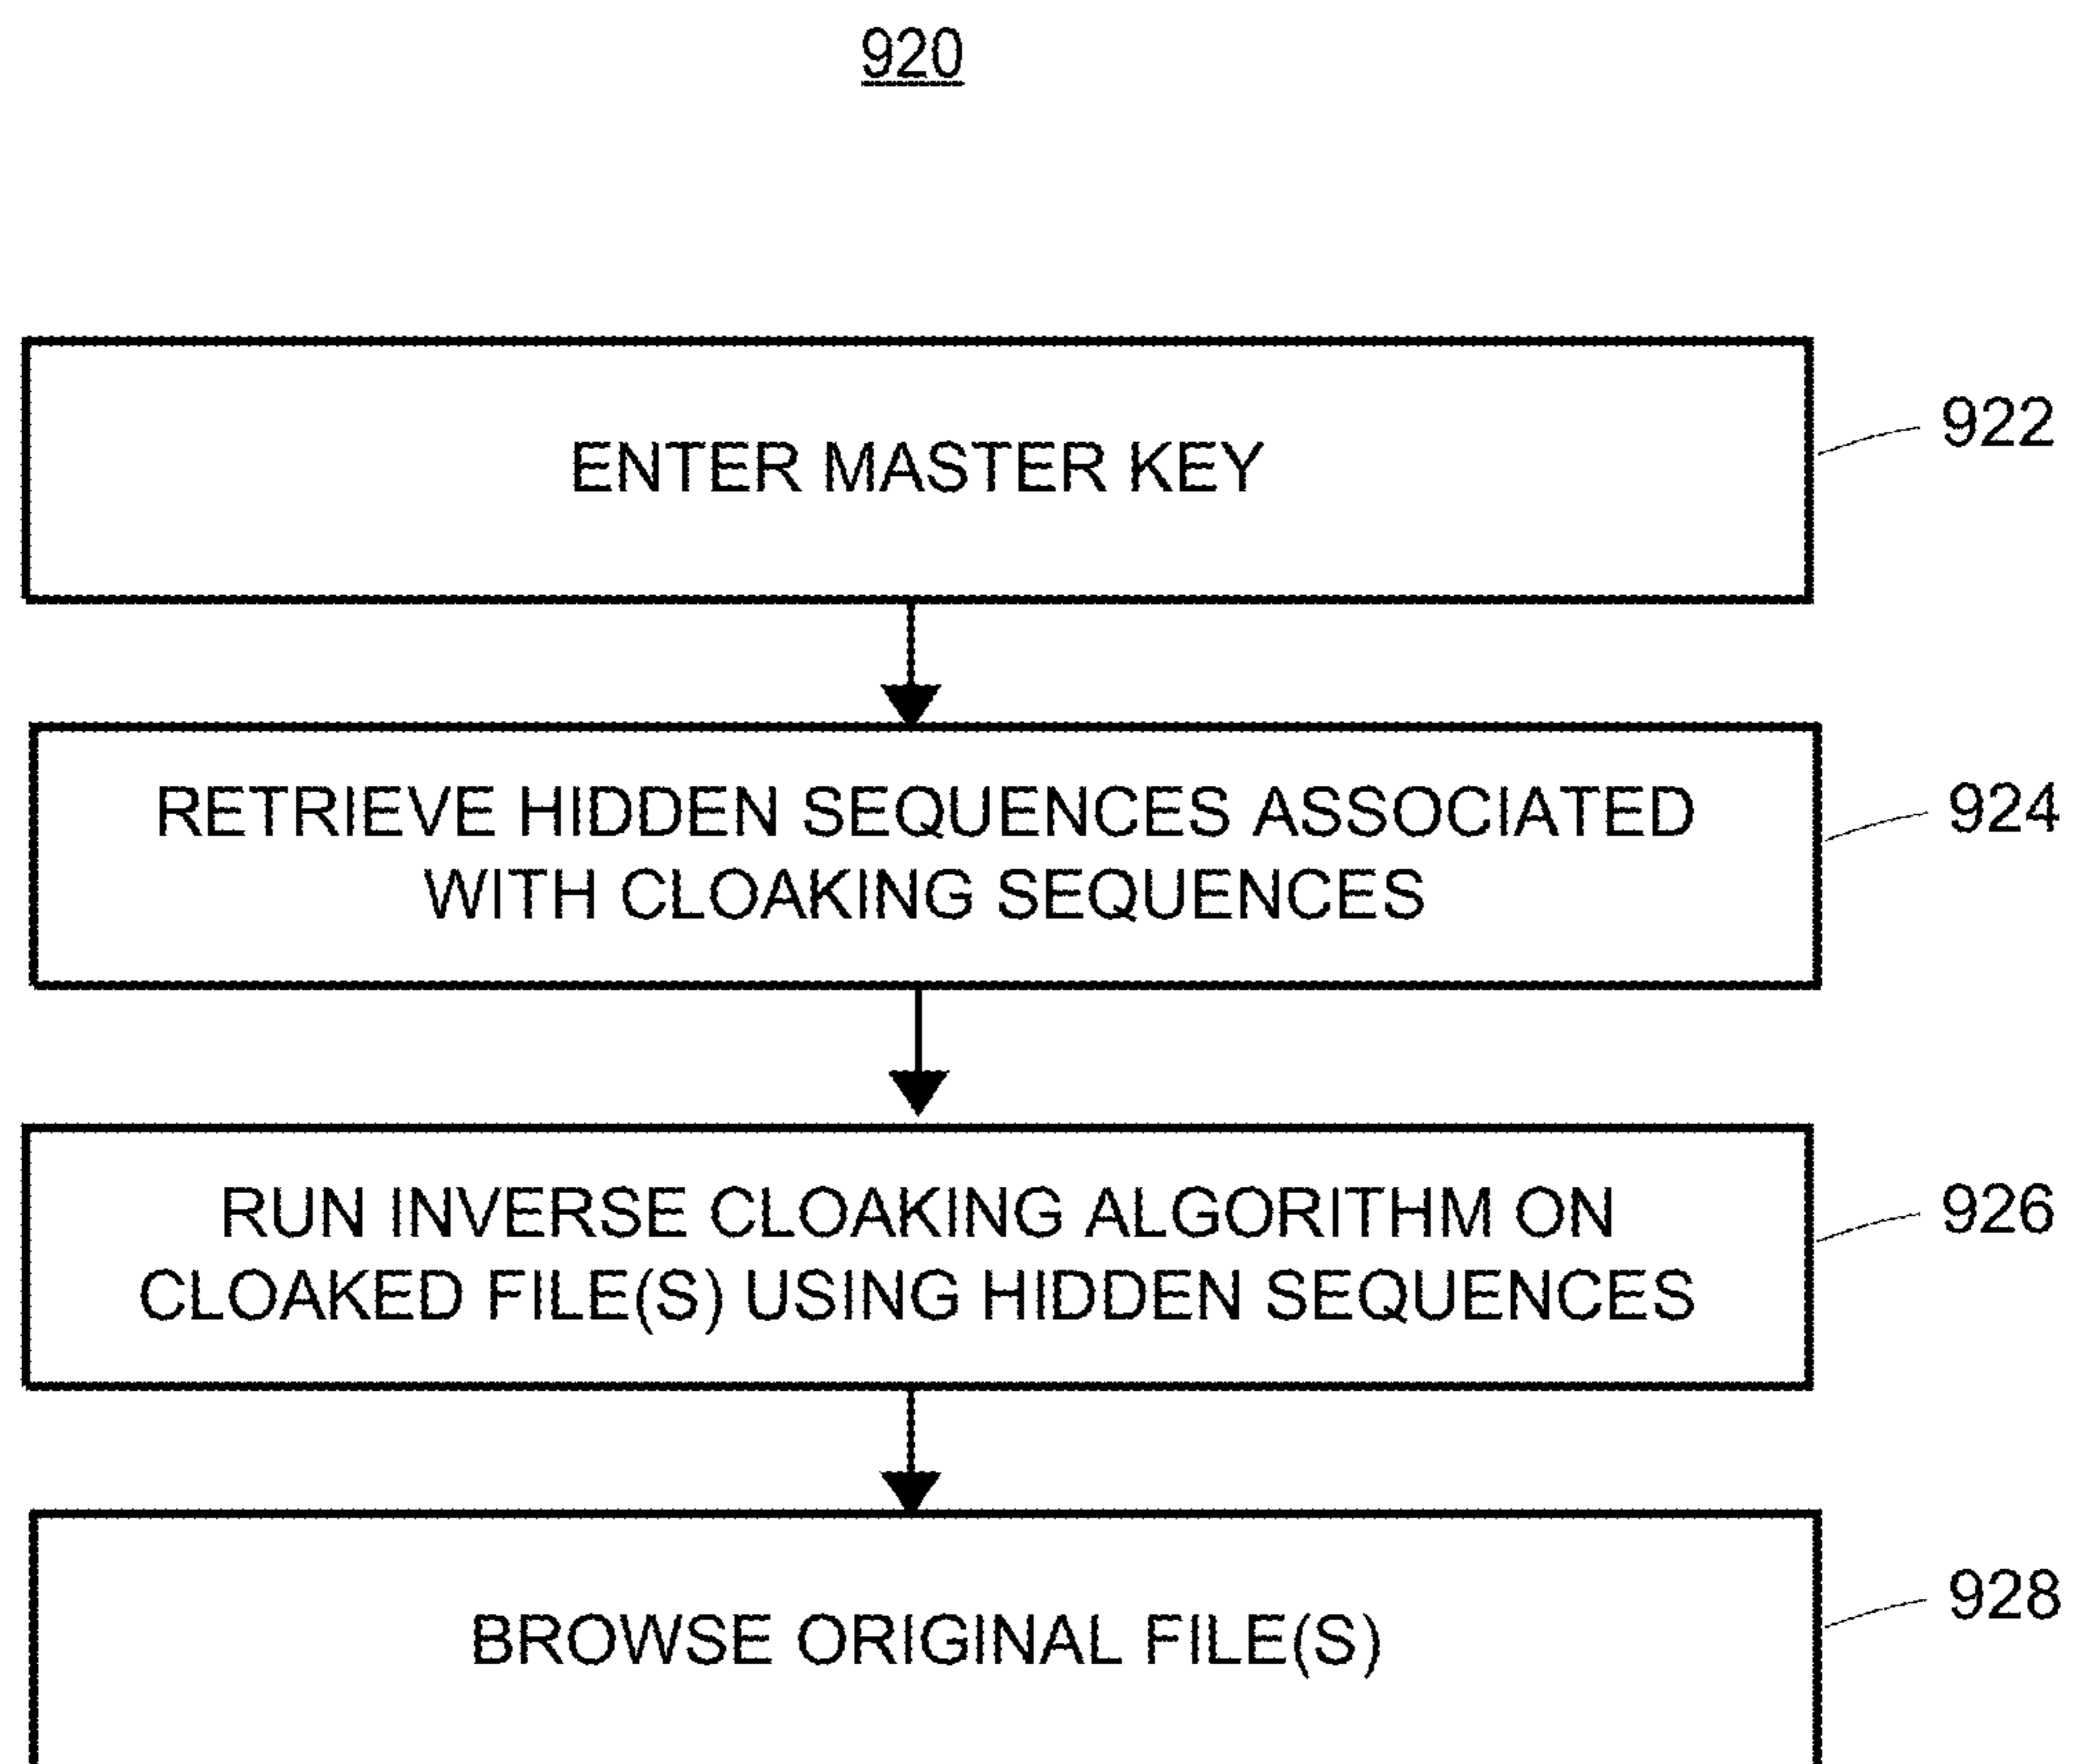 920
ENTER MASTER KEY
922
RETRIEVE HIDDEN SEQUENCES ASSOCIATED
WITH CLOAKING SEQUENCES
924
RUN INVERSE CLOAKING ALGORITHM ON
CLOAKED FILE(S) USING HIDDEN SEQUENCES
926
BROWSE ORIGINAL FILE(S)
928